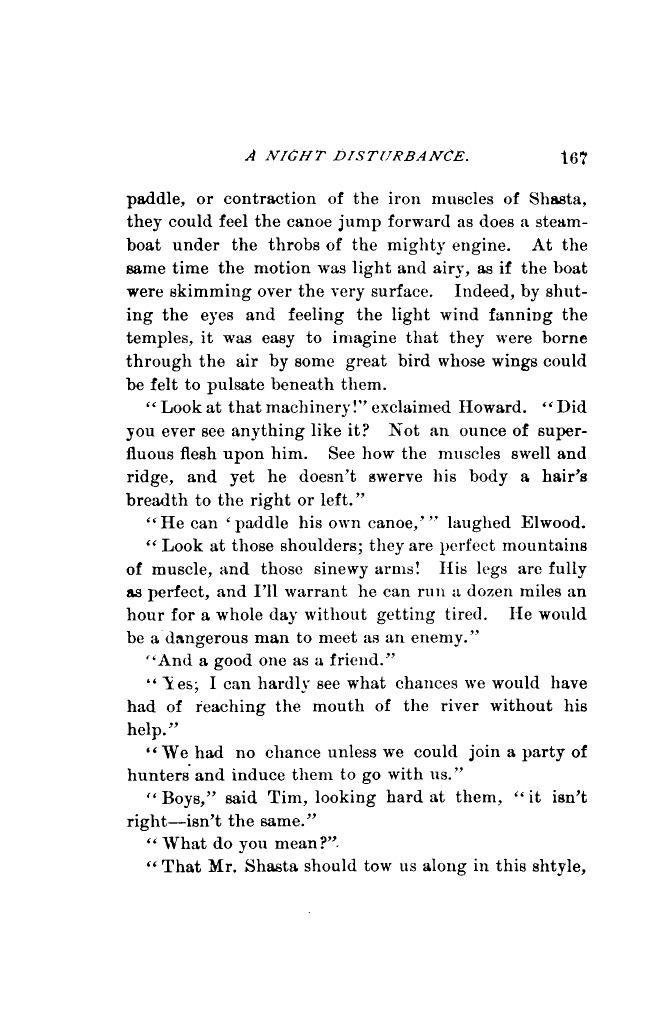 A NIGHT DISTURBANCE. 167
paddle, or contraction of the iron muscles of Shasta,
they could feel the canoe jump forward as does a steam-
boat under the throbs of the mighty engine. At the
same time the motion was light and airy, as if the boat
were skimming over the very surface. Indeed, by shut-
ing the eyes and feeling the light wind fanning the
temples, it was easy to imagine that they were borne
through the air by some great bird whose wings could
be felt to pulsate beneath them.
“Look at that machinery!” exclaimed Howard. “Did
you ever see anything like it? Not an ounce of super-
fluous flesh upon him. See how the muscles swell and
ridge, and yet he doesn’t swerve his body a hair’s
breadth to the right or left.”
“He can ‘paddle his own canoe,’” laughed Elwood.
“Look at those shoulders; they are perfect mountains
of muscle, and those sinewy arms! His legs are fully
as perfect, and I’ll warrant he can run a dozen miles an
hour for a whole day without getting tired. He would
be a dangerous man to meet as an enemy.”
“And a good one as a friend.”
“Yes; I can hardly see what chances we would have
had of reaching the mouth of the river without his
help.”
“We had no chance unless we could join a party of
hunters and induce them to go with us.”
“Boys,” said Tim, looking hard at them, “it isn’t
right—isn’t the same.”
“What do you mean?”
“That Mr. Shasta should tow us along in this shtyle,